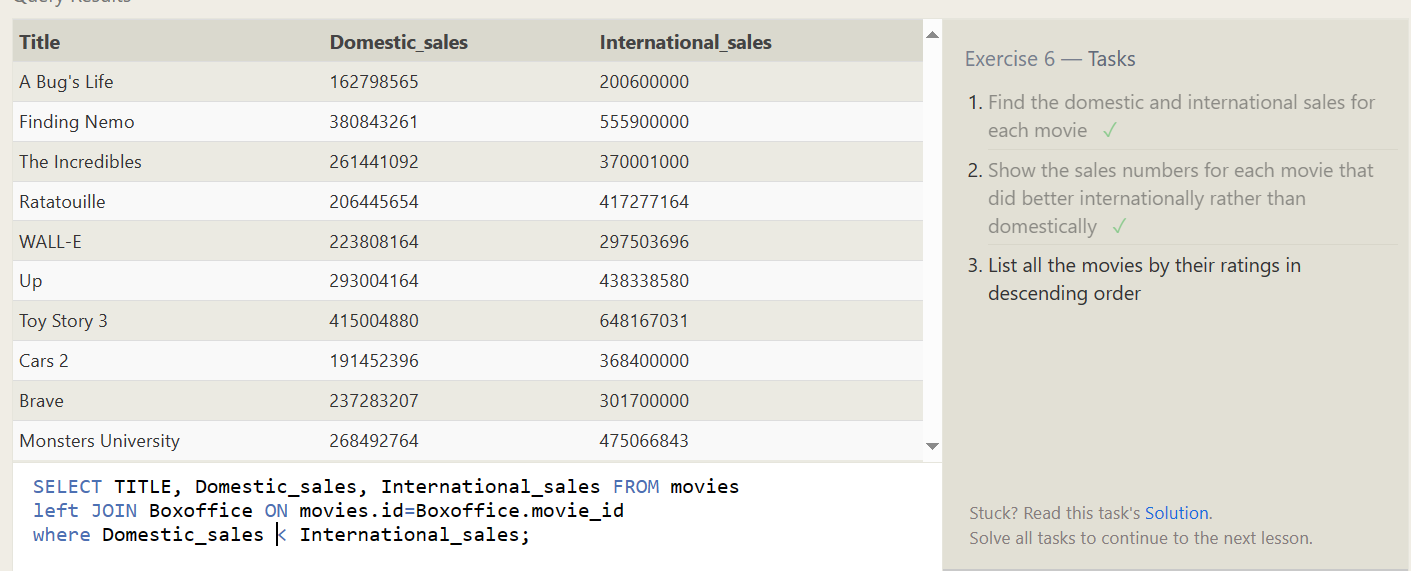 Query Results
Title Domestic_sales International_sales
A Bug's Life 162798565 200600000
Finding Nemo 380843261 555900000
The Incredibles 261441092 370001000
Ratatouille 206445654 417277164
WALL-E 223808164 297503696
Up 293004164 438338580
Toy Story 3 415004880 648167031
Cars 2 191452396 368400000
Brave 237283207 301700000
Monsters University 268492764 475066843
SELECT TITLE, Domestic_sales, International_sales FROM movies
left JOIN Boxoffice ON movies.id=Boxoffice.movie_id
where Domestic_sales < International_sales;
Exercise 6 — Tasks
1. Find the domestic and international sales for
each movie ✓
2. Show the sales numbers for each movie that
did better internationally rather than
domestically ✓
3. List all the movies by their ratings in
descending order
Stuck? Read this task's Solution.
Solve all tasks to continue to the next lesson.